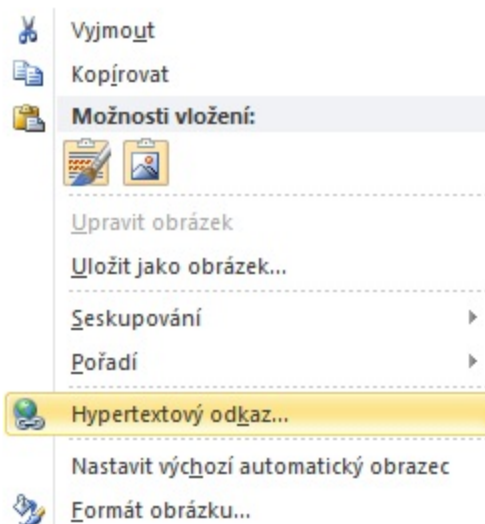 Vyjmout
Kopírovat
Možnosti vložení:
Upravit obrázek
Uložit jako obrázek...
Seskupování
Pořadí
Hypertextový odkaz...
Nastavit výchozí automatický obrazec
Formát obrázku...